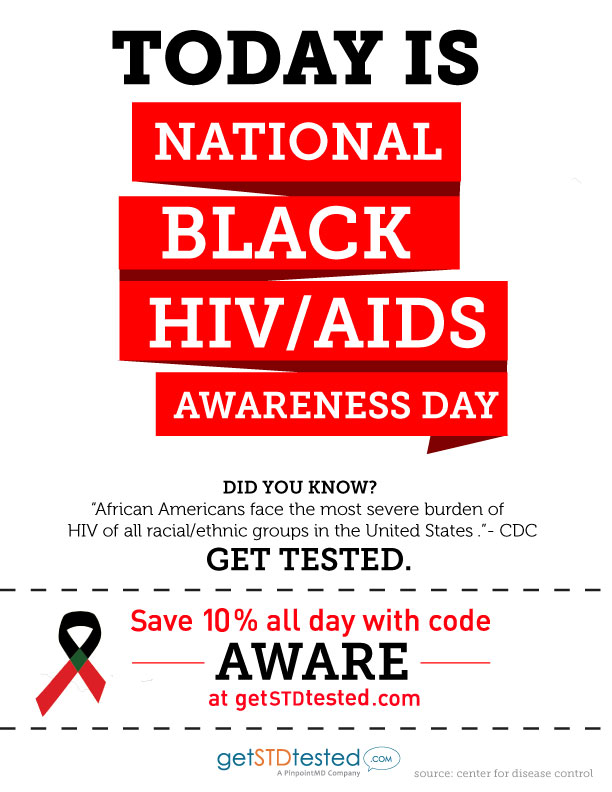 TODAY IS
NATIONAL
BLACK
HIV/AIDS
AWARENESS DAY
DID YOU KNOW?
“African Americans face the most severe burden of
HIV of all racial/ethnic groups in the United States .”- CDC
GET TESTED.
Save 10% all day with code
AWARE
at getSTDtested.com
getSTDtested .COM
A PinpointMD Company
source: center for disease control